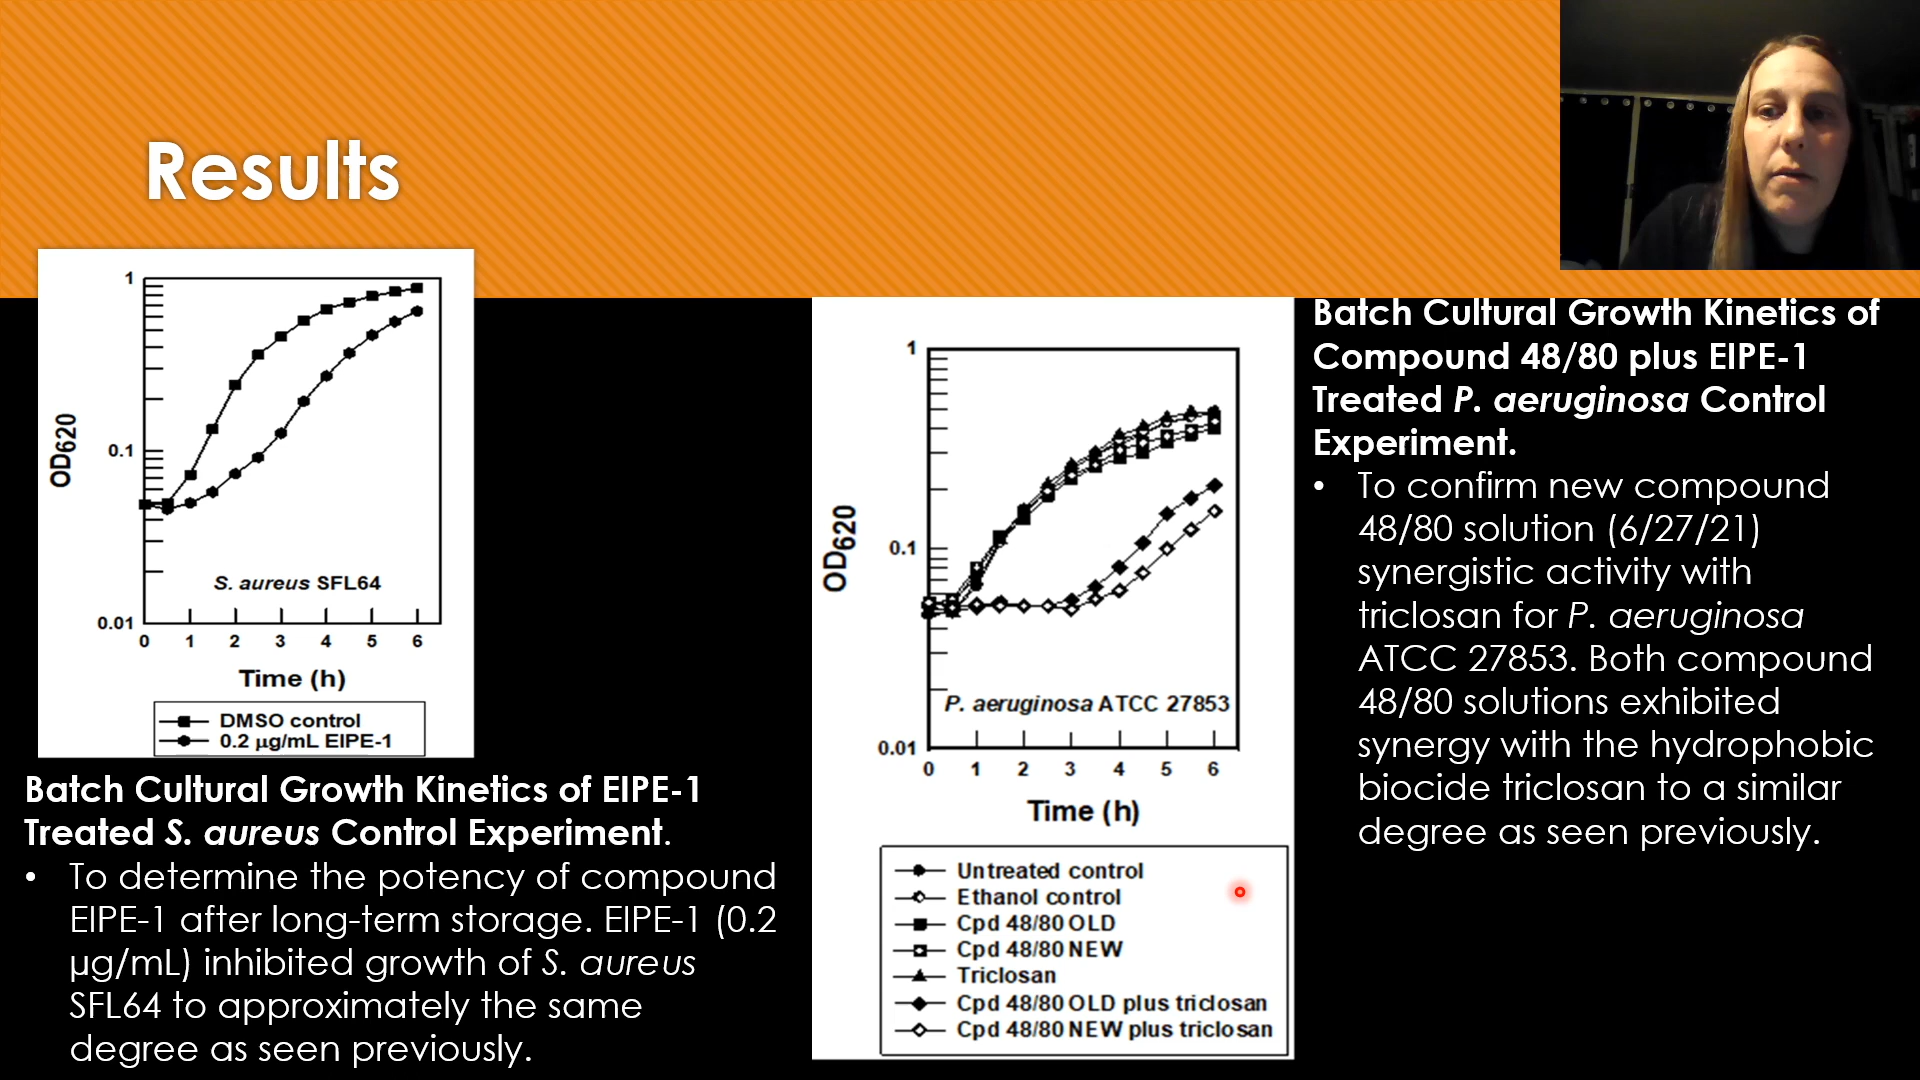 Results
1
0.1
0.01
OD620
S. aureus SFL64
0 1 2 3 4 5 6
Time (h)
DMSO control
0.2 µg/mL EIPE-1
Batch Cultural Growth Kinetics of EIPE-1
Treated S. aureus Control Experiment.
• To determine the potency of compound
EIPE-1 after long-term storage. EIPE-1 (0.2
µg/mL) inhibited growth of S. aureus
SFL64 to approximately the same
degree as seen previously.
1
0.1
0.01
OD620
P. aeruginosa ATCC 27853
0 1 2 3 4 5 6
Time (h)
Untreated control
Ethanol control
Cpd 48/80 OLD
Cpd 48/80 NEW
Triclosan
Cpd 48/80 OLD plus triclosan
Cpd 48/80 NEW plus triclosan
Batch Cultural Growth Kinetics of
Compound 48/80 plus EIPE-1
Treated P. aeruginosa Control
Experiment.
• To confirm new compound
48/80 solution (6/27/21)
synergistic activity with
triclosan for P. aeruginosa
ATCC 27853. Both compound
48/80 solutions exhibited
synergy with the hydrophobic
biocide triclosan to a similar
degree as seen previously.